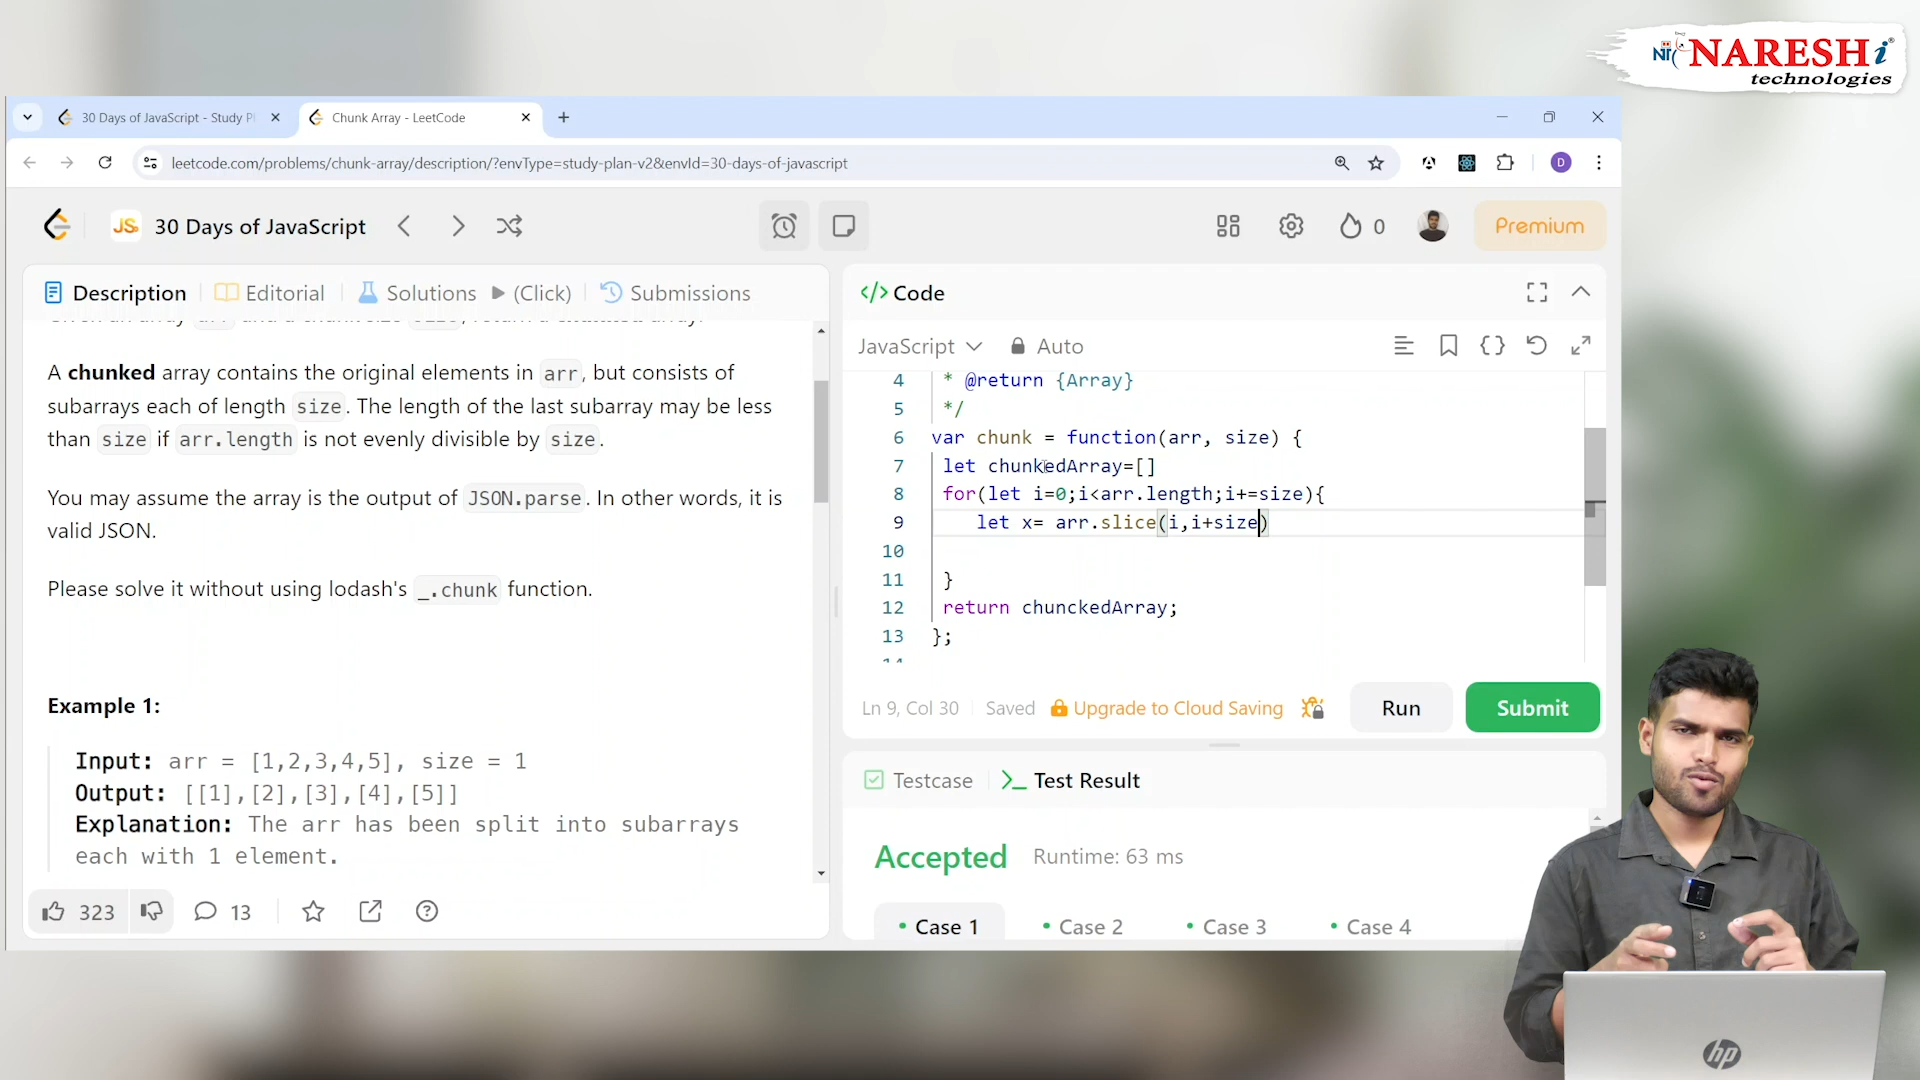 NARESH i
technologies
30 Days of JavaScript - Study Pl
Chunk Array - LeetCode
leetcode.com/problems/chunk-array/description/?envType=study-plan-v2&envId=30-days-of-javascript
D
JS 30 Days of JavaScript
0
Premium
Description
Editorial
Solutions
(Click)
Submissions
A chunked array contains the original elements in arr, but consists of
subarrays each of length size. The length of the last subarray may be less
than size if arr.length is not evenly divisible by size.
You may assume the array is the output of JSON.parse. In other words, it is
valid JSON.
Please solve it without using lodash's _.chunk function.
Example 1:
Input: arr = [1,2,3,4,5], size = 1
Output: [[1],[2],[3],[4],[5]]
Explanation: The arr has been split into subarrays
each with 1 element.
323
13
</> Code
JavaScript
Auto
4 * @return {Array}
5 */
6 var chunk = function(arr, size) {
7 let chunkedArray=[]
8 for(let i=0;i<arr.length;i+=size){
9 let x= arr.slice(i,i+size)
10
11 }
12 return chunckedArray;
13 };
Ln 9, Col 30
Saved
Upgrade to Cloud Saving
Run
Submit
Testcase
>_ Test Result
Accepted
Runtime: 63 ms
• Case 1
• Case 2
• Case 3
• Case 4
hp